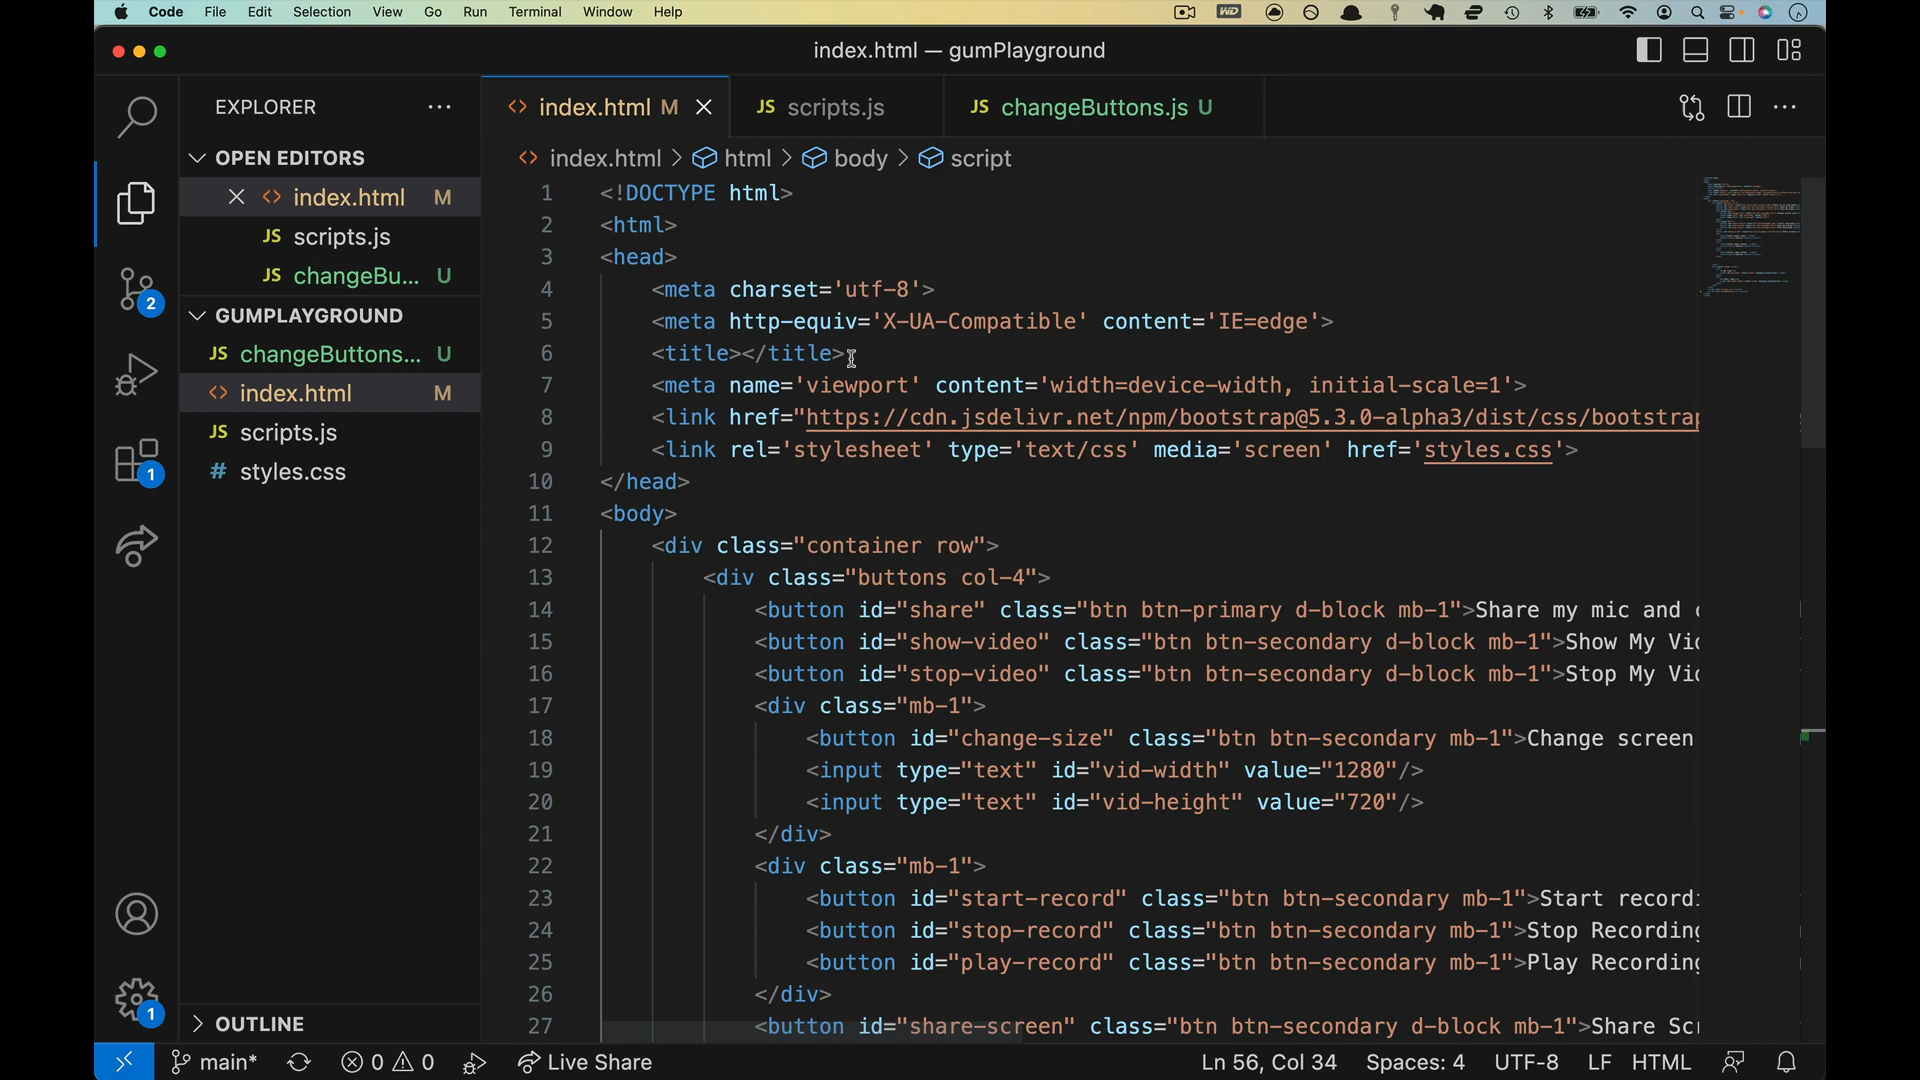 Code File Edit Selection View Go Run Terminal Window Help
WD
index.html — gumPlayground
EXPLORER
OPEN EDITORS
index.html M
JS scripts.js
JS changeBu... U
GUMPLAYGROUND
JS changeButtons... U
index.html M
JS scripts.js
# styles.css
2
1
1
OUTLINE
index.html M
JS scripts.js
JS changeButtons.js U
index.html > html > body > script
1 <!DOCTYPE html>
2 <html>
3 <head>
4 <meta charset='utf-8'>
5 <meta http-equiv='X-UA-Compatible' content='IE=edge'>
6 <title></title>
7 <meta name='viewport' content='width=device-width, initial-scale=1'>
8 <link href="https://cdn.jsdelivr.net/npm/bootstrap@5.3.0-alpha3/dist/css/bootstrap
9 <link rel='stylesheet' type='text/css' media='screen' href='styles.css'>
10 </head>
11 <body>
12 <div class="container row">
13 <div class="buttons col-4">
14 <button id="share" class="btn btn-primary d-block mb-1">Share my mic and
15 <button id="show-video" class="btn btn-secondary d-block mb-1">Show My
16 <button id="stop-video" class="btn btn-secondary d-block mb-1">Stop My
17 <div class="mb-1">
18 <button id="change-size" class="btn btn-secondary mb-1">Change screen
19 <input type="text" id="vid-width" value="1280"/>
20 <input type="text" id="vid-height" value="720"/>
21 </div>
22 <div class="mb-1">
23 <button id="start-record" class="btn btn-secondary mb-1">Start
24 <button id="stop-record" class="btn btn-secondary mb-1">Stop Recording
25 <button id="play-record" class="btn btn-secondary mb-1">Play Recording
26 </div>
27 <button id="share-screen" class="btn btn-secondary d-block mb-1">Share
main* 0 0 Live Share Ln 56, Col 34 Spaces: 4 UTF-8 LF HTML